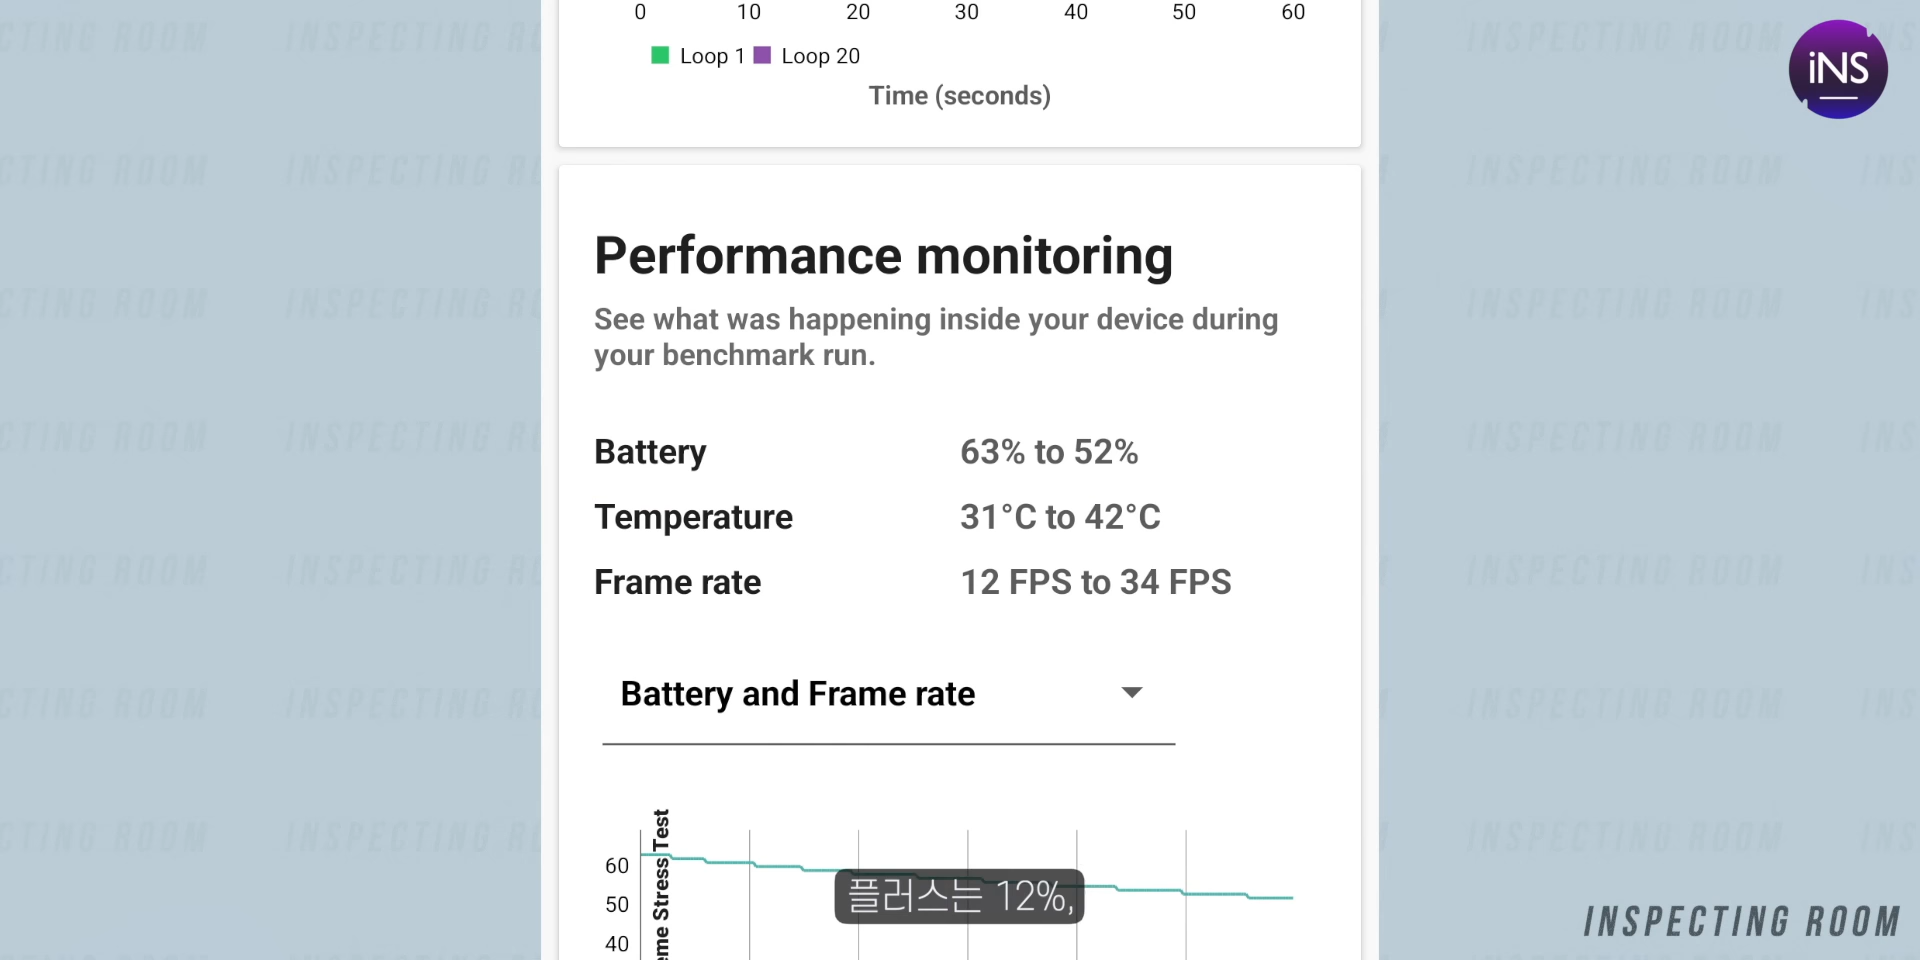 0 10 20 30 40 50 60
Loop 1 Loop 20
Time (seconds)
iNS
Performance monitoring
See what was happening inside your device during
your benchmark run.
Battery 63% to 52%
Temperature 31°C to 42°C
Frame rate 12 FPS to 34 FPS
Battery and Frame rate
60
50
40
eme Stress Test
플러스는 12%,
INSPECTING ROOM